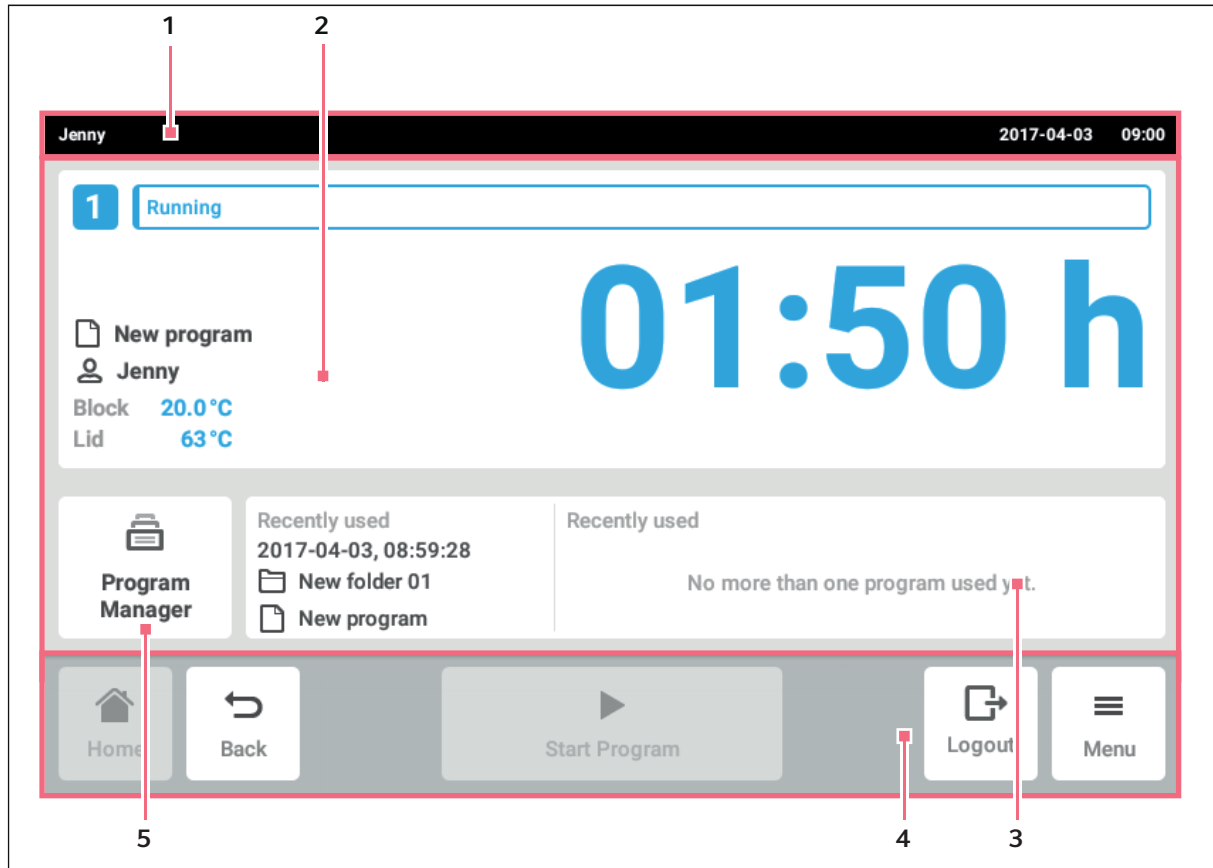 1 2
Jenny 2017-04-03 09:00
1 Running
01:50 h
New program
Jenny
Block 20.0 °C
Lid 63 °C
Program
Manager
Recently used
2017-04-03, 08:59:28
New folder 01
New program
Recently used
No more than one program used yet.
Home
Back
Start Program
Logout
Menu
5 4 3